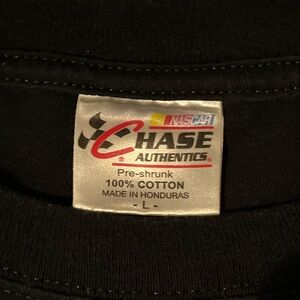 NASCAR
CHASE
AUTHENTICS®
Pre-shrunk
100% COTTON
MADE IN HONDURAS
- L -